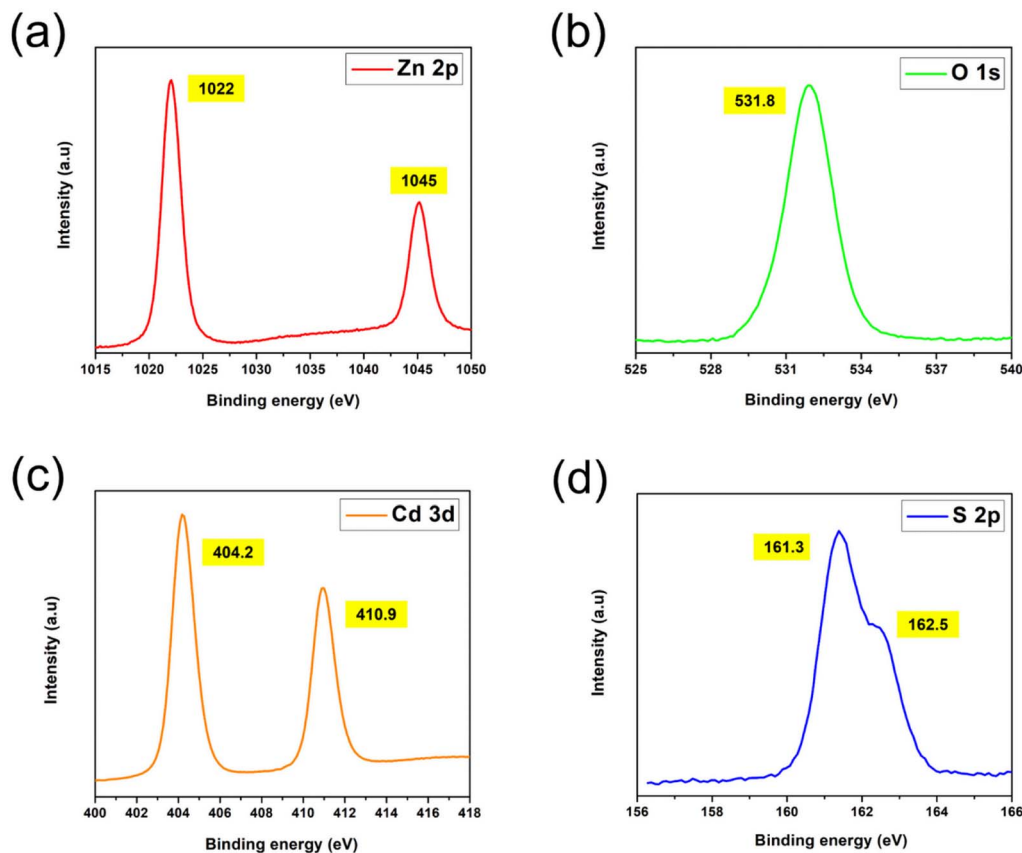 (a)
Zn 2p
1022
1045
Intensity (a.u)
1015 1020 1025 1030 1035 1040 1045 1050
Binding energy (eV)
(b)
O 1s
531.8
Intensity (a.u)
525 528 531 534 537 540
Binding energy (eV)
(c)
Cd 3d
404.2
410.9
Intensity (a.u)
400 402 404 406 408 410 412 414 416 418
Binding energy (eV)
(d)
S 2p
161.3
162.5
Intensity (a.u)
156 158 160 162 164 166
Binding energy (eV)